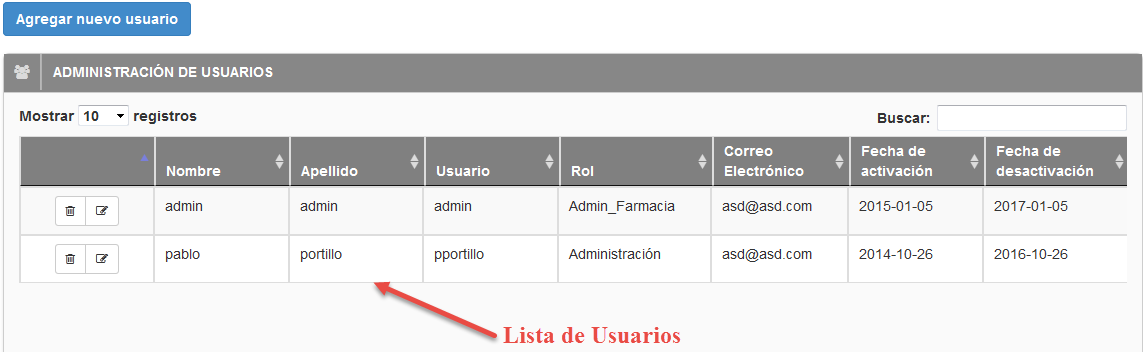 Agregar nuevo usuario
ADMINISTRACIÓN DE USUARIOS
Mostrar 10 registros
Buscar:
Nombre Apellido Usuario Rol Correo Electrónico Fecha de activación Fecha de desactivación
admin admin admin Admin_Farmacia asd@asd.com 2015-01-05 2017-01-05
pablo portillo pportillo Administración asd@asd.com 2014-10-26 2016-10-26
Lista de Usuarios